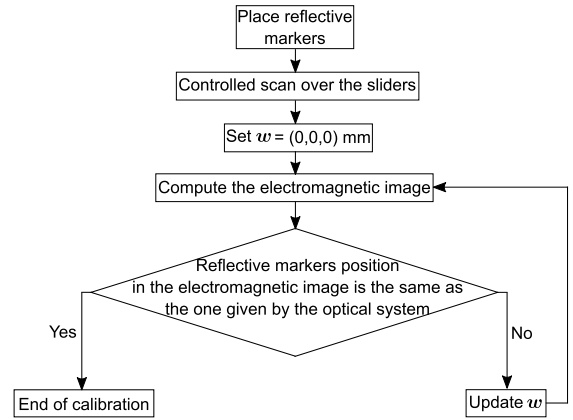 Place reflective
markers
Controlled scan over the sliders
Set w = (0,0,0) mm
Compute the electromagnetic image
Reflective markers position
in the electromagnetic image is the same as
the one given by the optical system
Yes
No
End of calibration
Update w